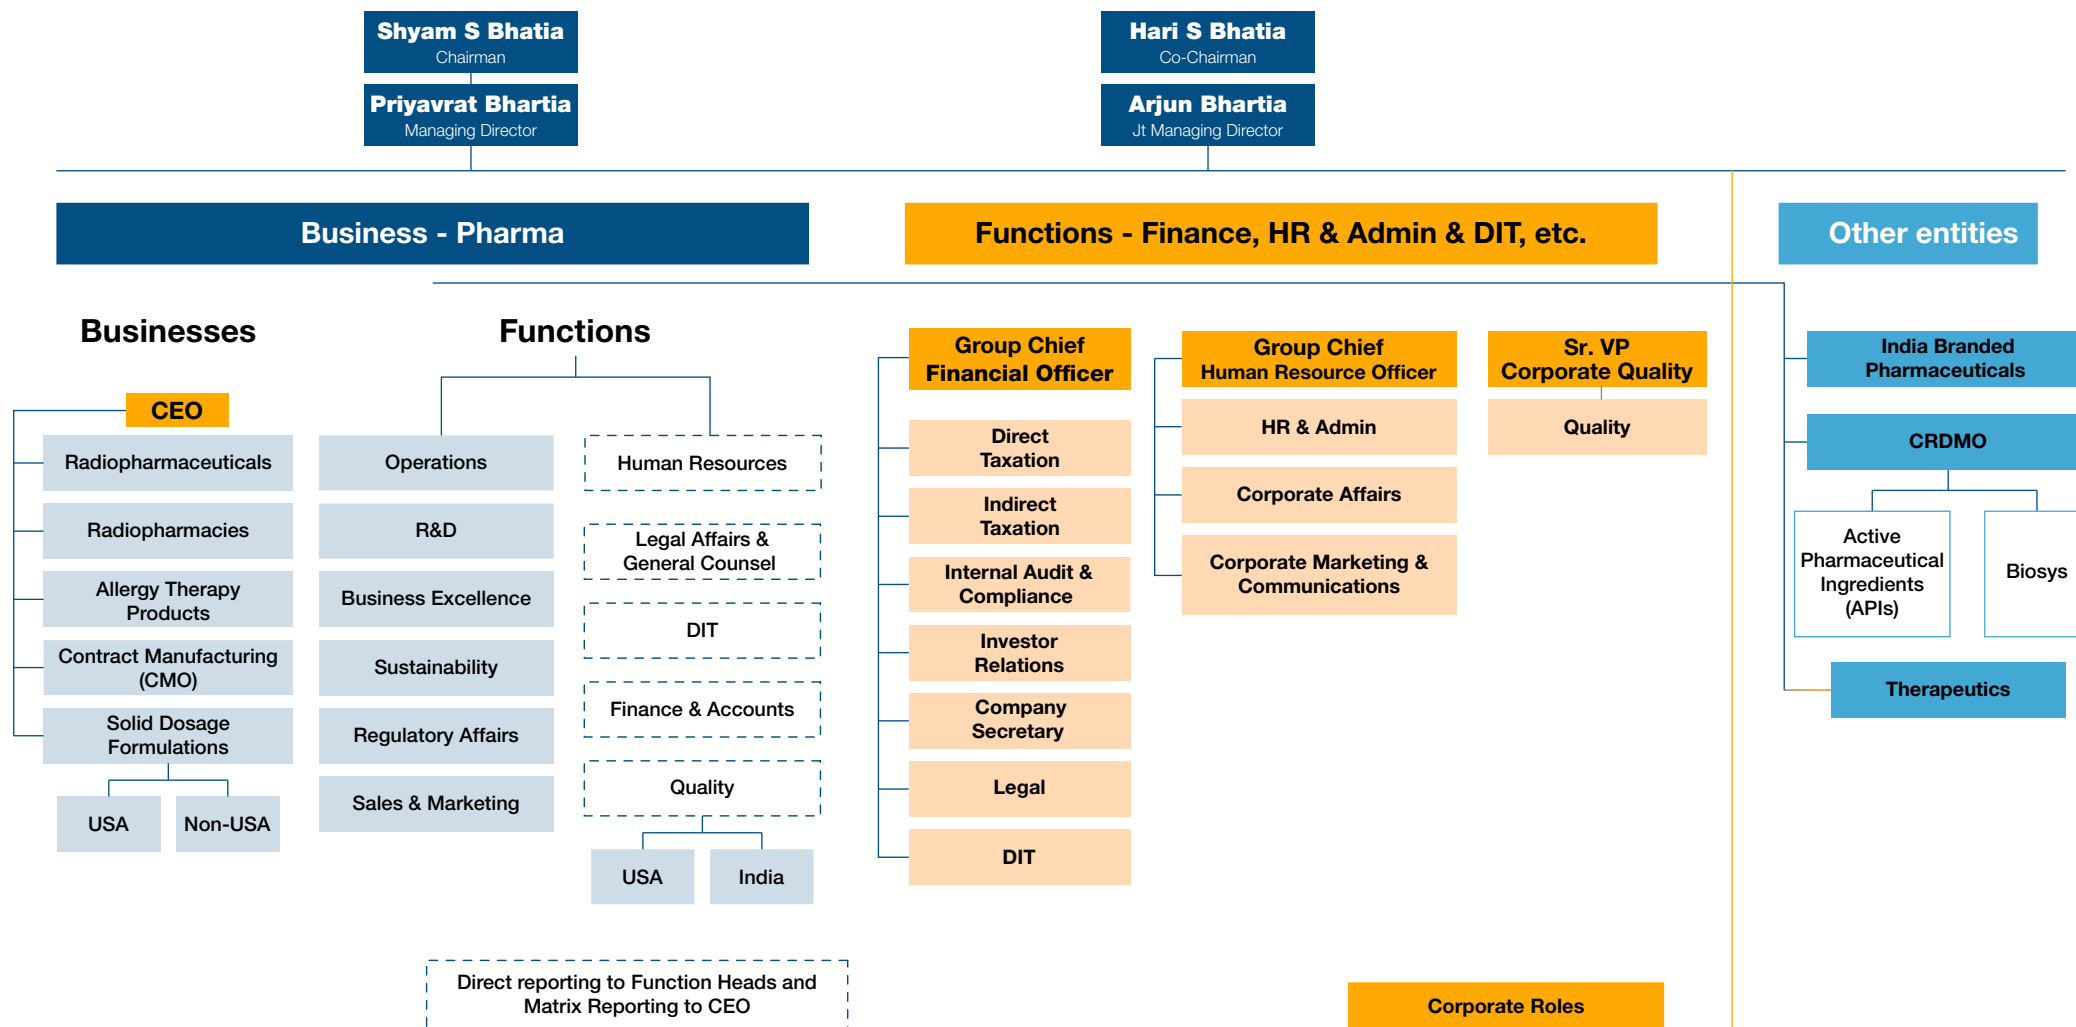 Shyam S Bhatia
Chairman
Priyavrat Bhartia
Managing Director
Hari S Bhatia
Co-Chairman
Arjun Bhartia
Jt Managing Director
Business - Pharma
Functions - Finance, HR & Admin & DIT, etc.
Other entities
Businesses
CEO
Radiopharmaceuticals
Radiopharmacies
Allergy Therapy
Products
Contract Manufacturing
(CMO)
Solid Dosage
Formulations
USA
Non-USA
Functions
Operations
R&D
Business Excellence
Sustainability
Regulatory Affairs
Sales & Marketing
Human Resources
Legal Affairs &
General Counsel
DIT
Finance & Accounts
Quality
USA
India
Group Chief
Financial Officer
Direct
Taxation
Indirect
Taxation
Internal Audit &
Compliance
Investor
Relations
Company
Secretary
Legal
DIT
Group Chief
Human Resource Officer
HR & Admin
Corporate Affairs
Corporate Marketing &
Communications
Sr. VP
Corporate Quality
Quality
India Branded
Pharmaceuticals
CRDMO
Active
Pharmaceutical
Ingredients
(APIs)
Biosys
Therapeutics
Direct reporting to Function Heads and
Matrix Reporting to CEO
Corporate Roles